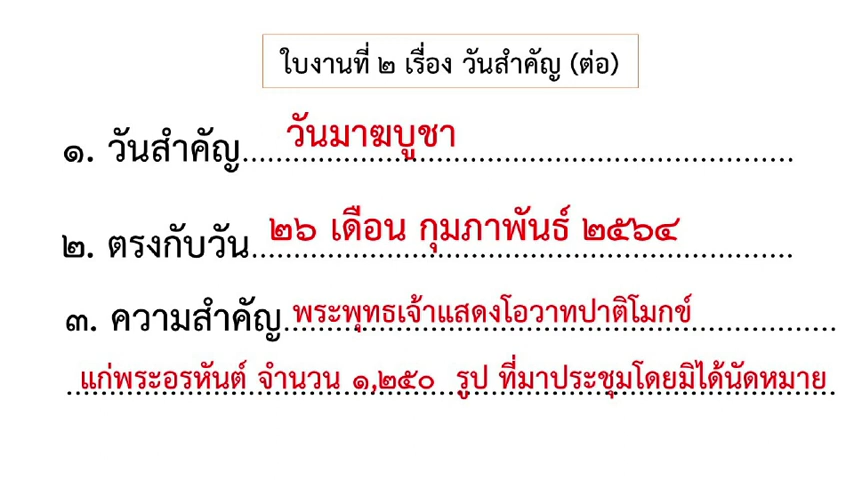 ใบงานที่ ๒ เรื่อง วันสำคัญ (ต่อ)
๑. วันสำคัญ วันมาฆบูชา
๒. ตรงกับวัน ๒๖ เดือน กุมภาพันธ์ ๒๕๖๔
๓. ความสำคัญ พระพุทธเจ้าแสดงโอวาทปาติโมกข์
แก่พระอรหันต์ จำนวน ๑,๒๕๐ รูป ที่มาประชุมโดยมิได้นัดหมาย